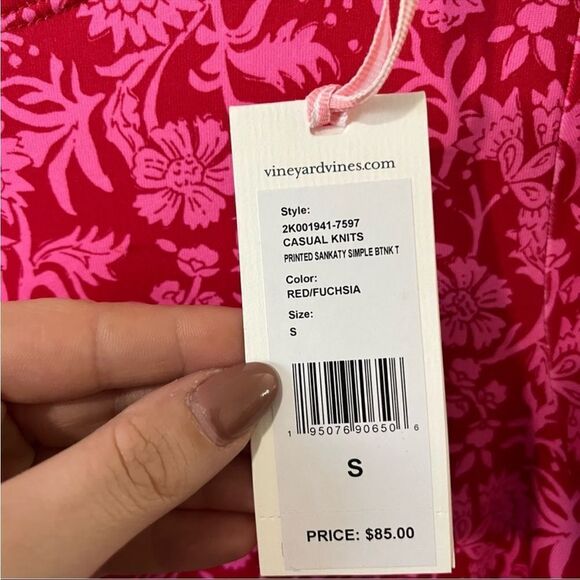 vineyardvines.com
Style:
2K001941-7597
CASUAL KNITS
PRINTED SANKATY SIMPLE BTNK T
Color:
RED/FUCHSIA
Size:
S
1 95076 90650 6
S
PRICE: $85.00